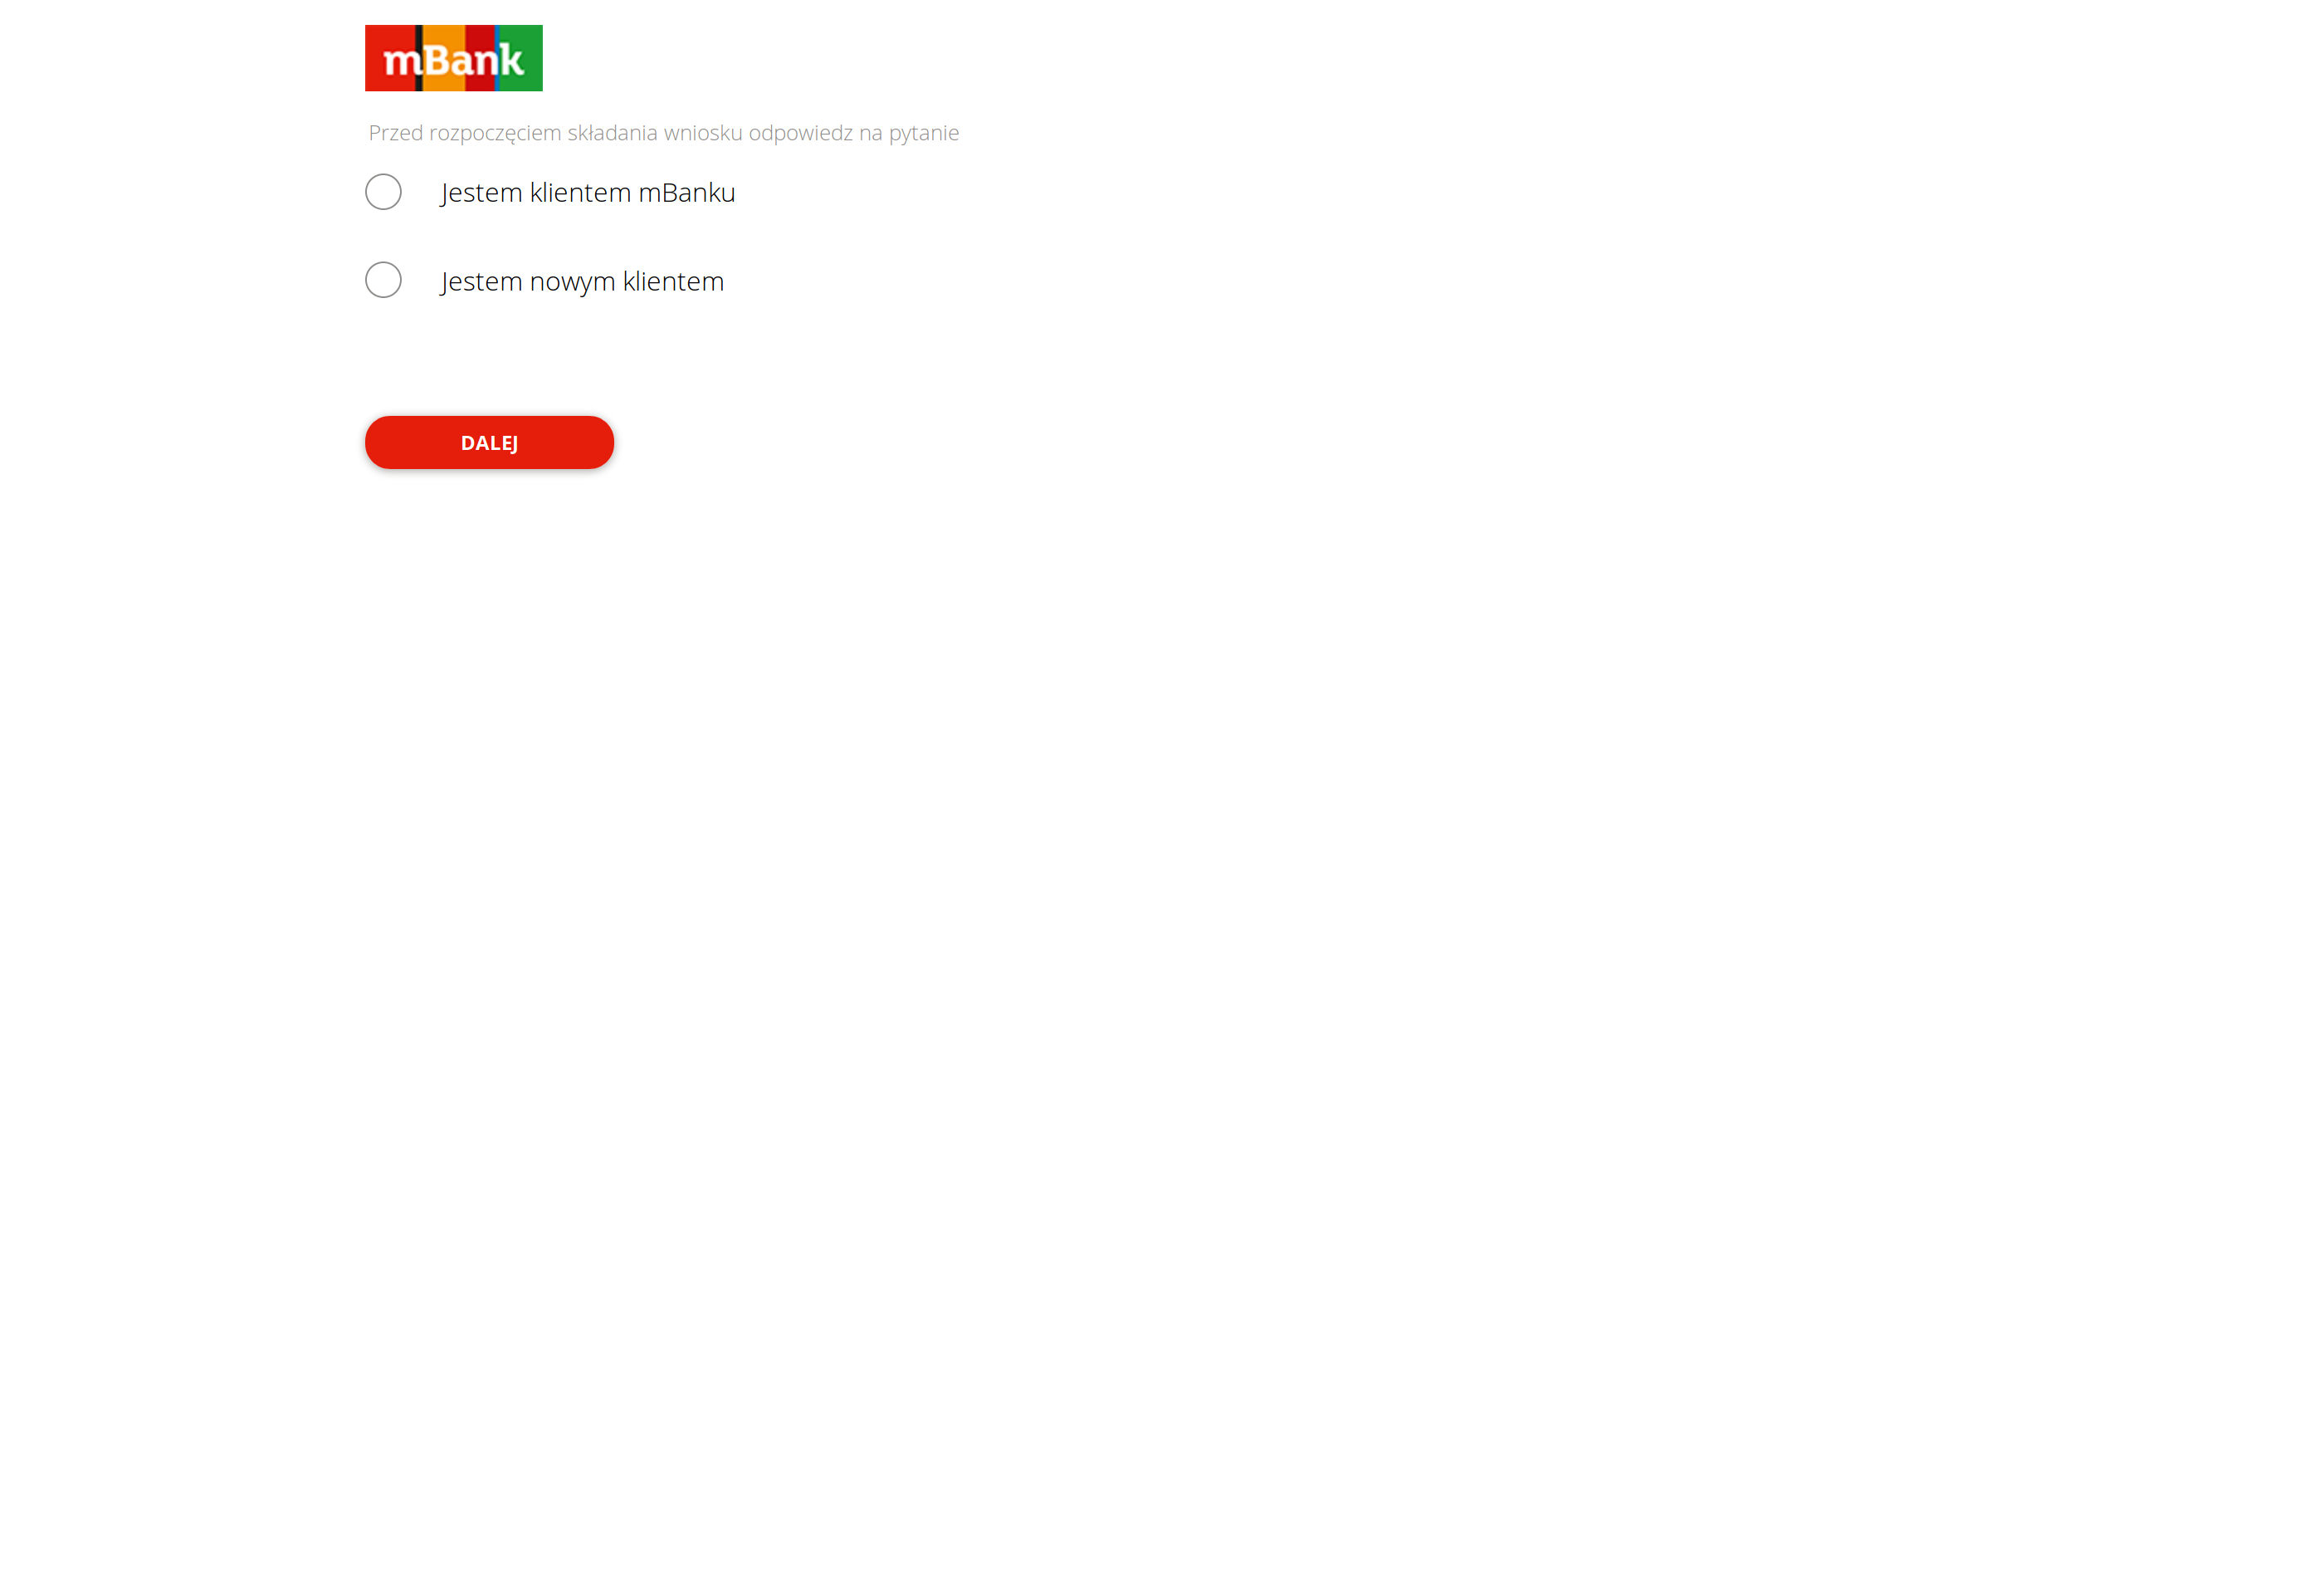 mBank
Przed rozpoczęciem składania wniosku odpowiedz na pytanie
Jestem klientem mBanku
Jestem nowym klientem
DALEJ